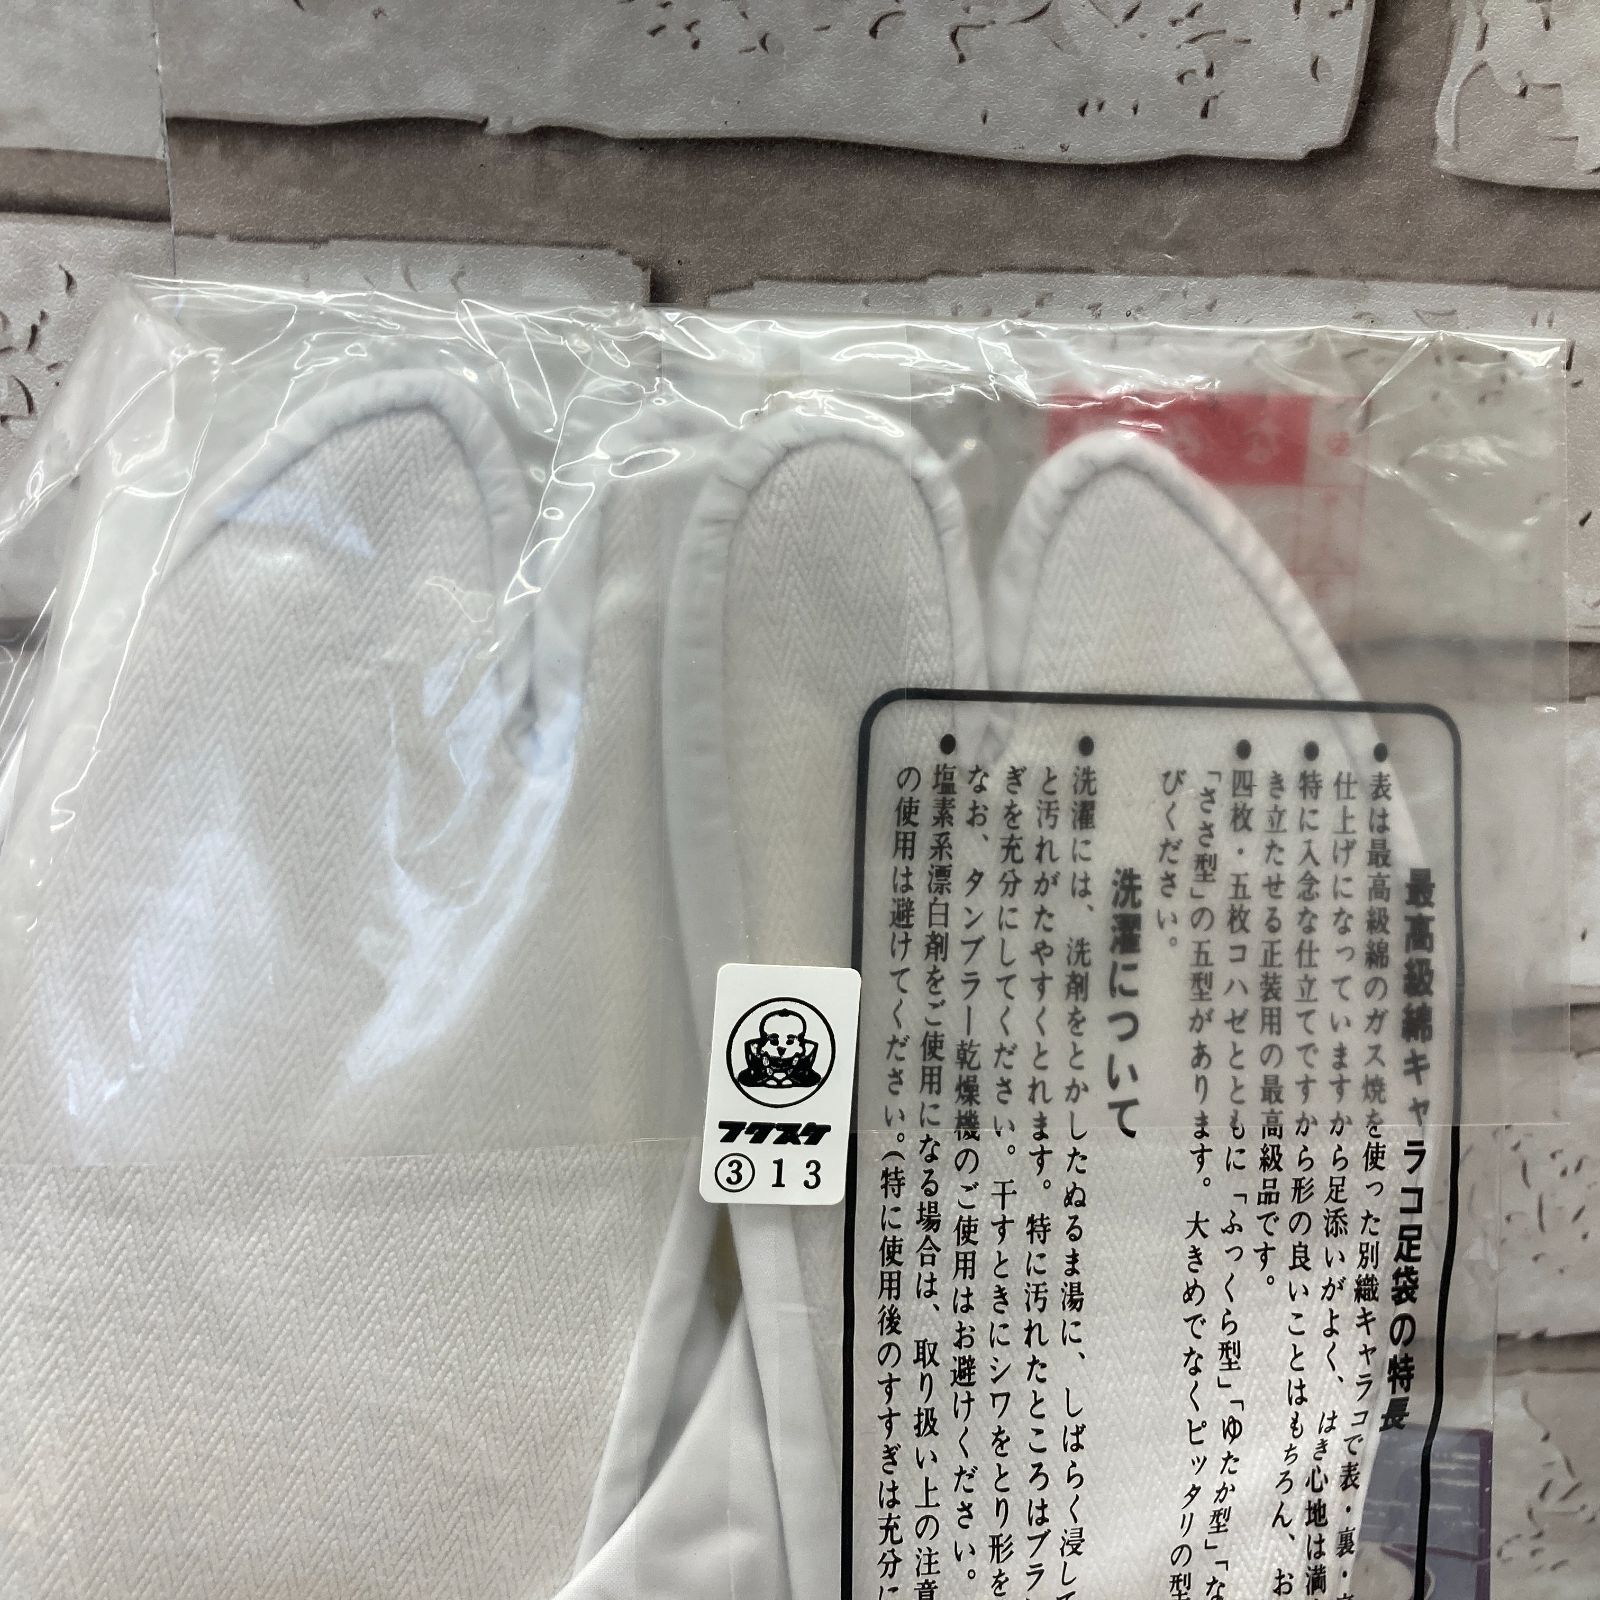 最高級綿キャラコ足袋の特長
●表は最高級綿のガス焼を使った別織キャラコで表・裏・
仕上げになっていますから足添いがよく、はき心地は満
●特に入念な仕立てですから形の良いことはもちろん、お
き立たせる正装用の最高級品です。
●四枚・五枚コハゼとともに「ふっくら型」「ゆたか型」「な
「ささ型」の五型があります。大きめでなくピッタリの型
びください。
洗濯について
●洗濯には、洗剤をとかしたぬるま湯に、しばらく浸して
と汚れがたやすくとれます。特に汚れたところはブラ
ぎを充分にしてください。干すときにシワをとり形を
なお、タンブラー乾燥機のご使用はお避けください。
●塩素系漂白剤をご使用になる場合は、取り扱い上の注意
の使用は避けてください。(特に使用後のすすぎは充分に
フクスケ
③13